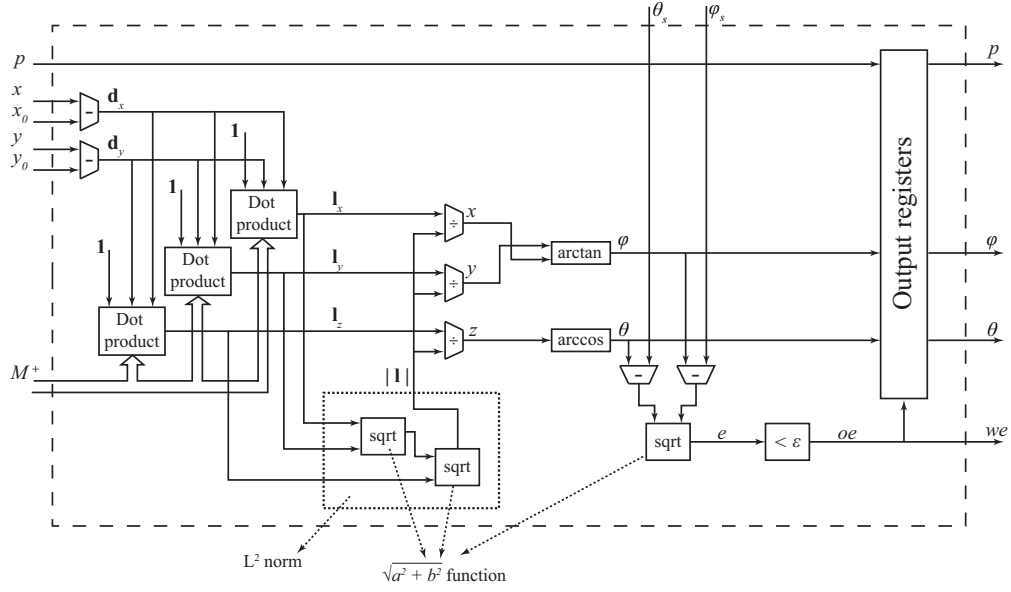 θs φs
p p
x
x0
dx
-
y
y0
dy
-
1
Dot
product
1
Dot
product
1
Dot
product
lx
÷
x
ly
÷
y
lz
÷
z
arctan
φ
φ
arccos
θ
θ
Output registers
M+
| l |
- -
sqrt
sqrt
sqrt
e
< ε
oe
we
L² norm
√a² + b² function